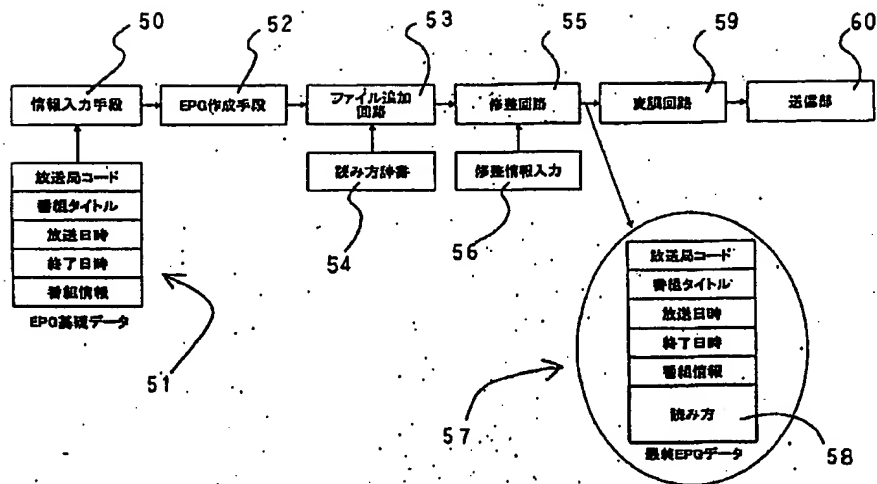 50
52
53
55
59
60
情報入力手段
EPG作成手段
ファイル追加
回路
修整回路
変調回路
送信部
読み方辞書
修整情報入力
54
56
放送局コード
番組タイトル
放送日時
終了日時
番組情報
EPG基礎データ
51
放送局コード
番組タイトル
放送日時
終了日時
番組情報
読み方
最終EPGデータ
57
58